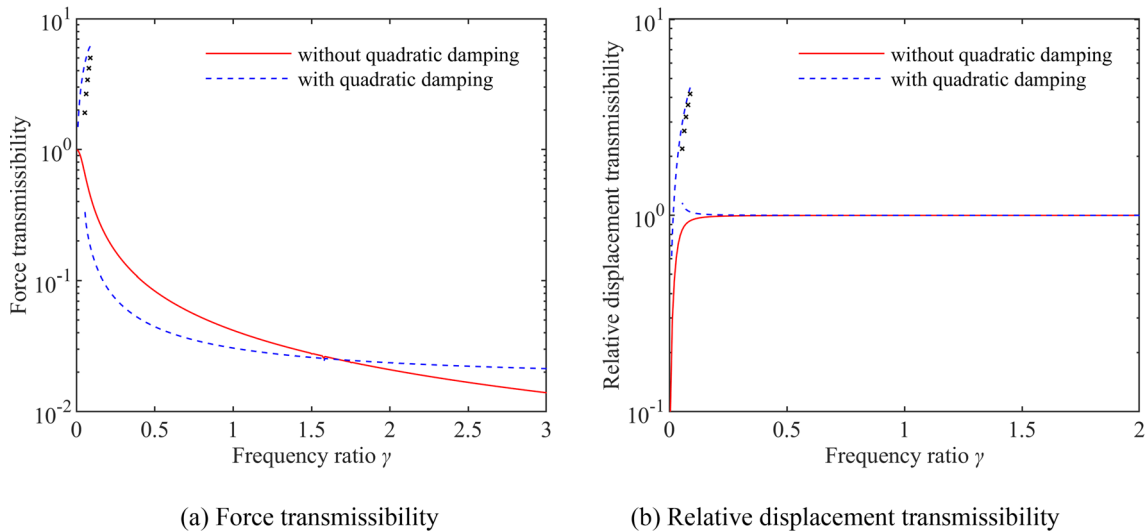 10^1
10^0
10^-1
10^-2
Force transmissibility
without quadratic damping
with quadratic damping
0 0.5 1 1.5 2 2.5 3
Frequency ratio γ
(a) Force transmissibility
10^1
10^0
10^-1
Relative displacement transmissibility
without quadratic damping
with quadratic damping
0 0.5 1 1.5 2
Frequency ratio γ
(b) Relative displacement transmissibility